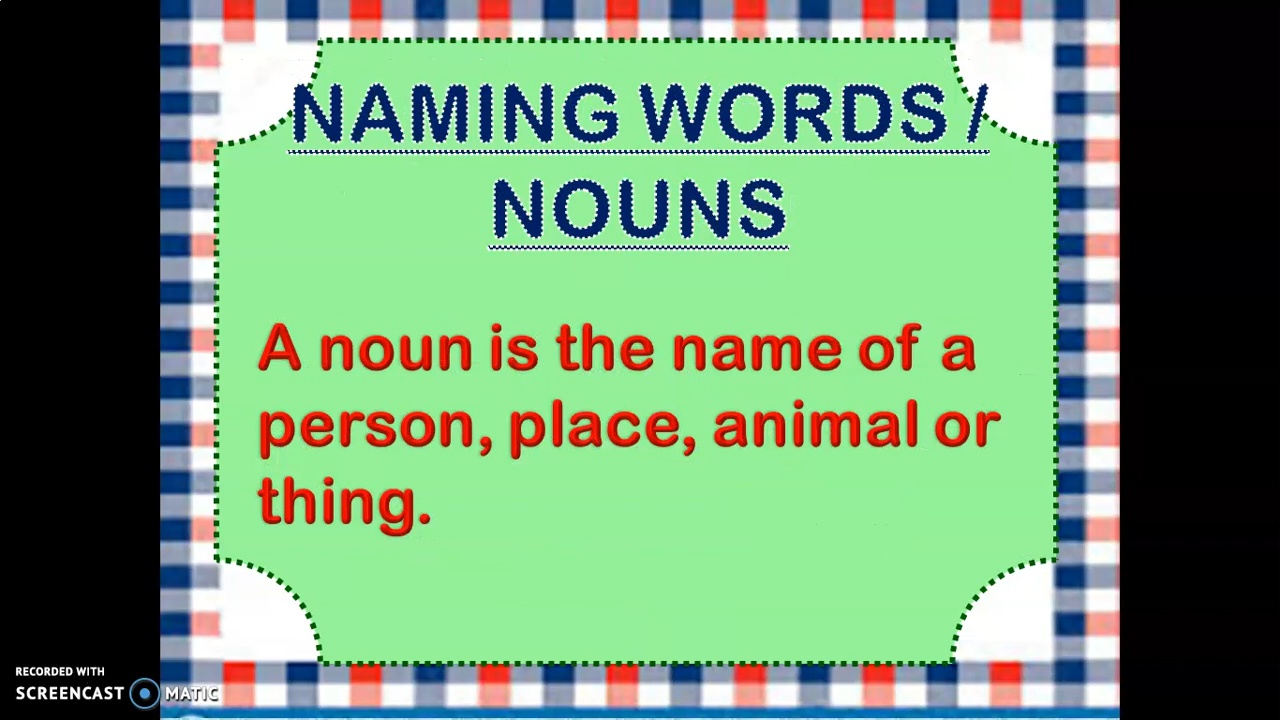 NAMING WORDS /
NOUNS
A noun is the name of a
person, place, animal or
thing.
RECORDED WITH
SCREENCAST MATIC